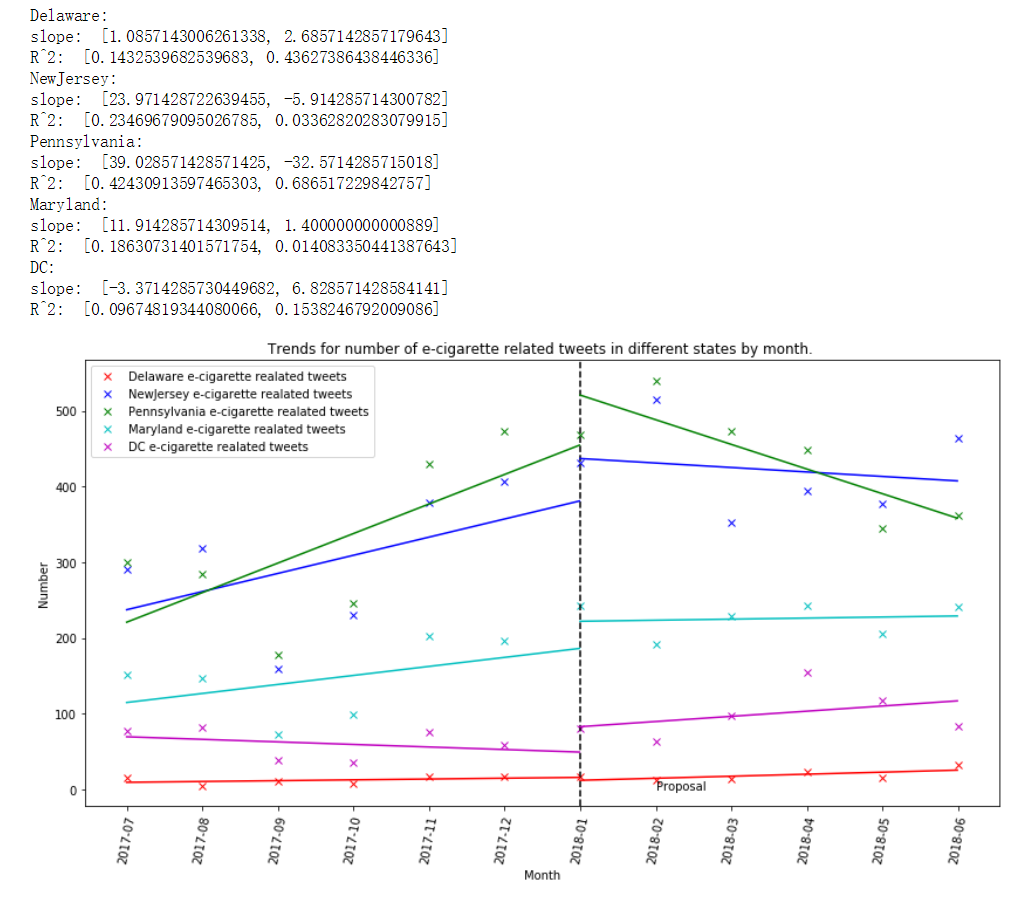 Delaware:
slope:  [1.0857143006261338, 2.6857142857179643]
R^2:  [0.1432539682539683, 0.43627386438446336]
NewJersey:
slope:  [23.971428722639455, -5.914285714300782]
R^2:  [0.23469679095026785, 0.03362820283079915]
Pennsylvania:
slope:  [39.028571428571425, -32.5714285715018]
R^2:  [0.42430913597465303, 0.686517229842757]
Maryland:
slope:  [11.914285714309514, 1.400000000000889]
R^2:  [0.18630731401571754, 0.014083350441387643]
DC:
slope:  [-3.3714285730449682, 6.828571428584141]
R^2:  [0.09674819344080066, 0.1538246792009086]
Trends for number of e-cigarette related tweets in different states by month.
Delaware e-cigarette realated tweets
NewJersey e-cigarette realated tweets
Pennsylvania e-cigarette realated tweets
Maryland e-cigarette realated tweets
DC e-cigarette realated tweets
500
400
300
200
100
0
Number
Proposal
2017-07
2017-08
2017-09
2017-10
2017-11
2017-12
2018-01
2018-02
2018-03
2018-04
2018-05
2018-06
Month